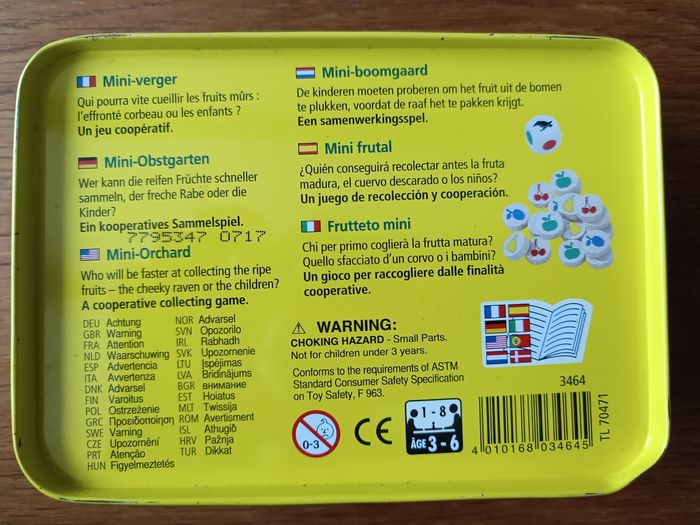 Mini-verger
Qui pourra vite cueillir les fruits mûrs :
l'effronté corbeau ou les enfants ?
Un jeu coopératif.
Mini-Obstgarten
Wer kann die reifen Früchte schneller
sammeln, der freche Rabe oder die
Kinder?
Ein kooperatives Sammelspiel.
7795347 0717
Mini-Orchard
Who will be faster at collecting the ripe
fruits – the cheeky raven or the children?
A cooperative collecting game.
DEU Achtung
GBR Warning
FRA Attention
NLD Waarschuwing
ESP Advertencia
ITA Avvertenza
DNK Advarsel
FIN Varoitus
POL Ostrzeżenie
GRC Προειδοποίηση
SWE Varning
CZE Upozornění
PRT Atenção
HUN Figyelmeztetés
NOR Advarsel
SVN Opozorilo
IRL Rabhadh
SVK Upozornenie
LTU Įspėjimas
LVA Brīdinājums
BGR внимание
EST Hoiatus
MLT Twissija
ROM Avertisment
ISL Athugið
HRV Pažnja
TUR Dikkat
Mini-boomgaard
De kinderen moeten proberen om het fruit uit de bomen
te plukken, voordat de raaf het te pakken krijgt.
Een samenwerkingsspel.
Mini frutal
¿Quién conseguirá recolectar antes la fruta
madura, el cuervo descarado o los niños?
Un juego de recolección y cooperación.
Frutteto mini
Chi per primo coglierà la frutta matura?
Quello sfacciato d'un corvo o i bambini?
Un gioco per raccogliere dalle finalità
cooperative.
WARNING:
CHOKING HAZARD - Small Parts.
Not for children under 3 years.
Conforms to the requirements of ASTM
Standard Consumer Safety Specification
on Toy Safety, F 963.
0-3
CE
1 - 8
ÂGE 3 - 6
3464
4 010168 034645
TL 70471